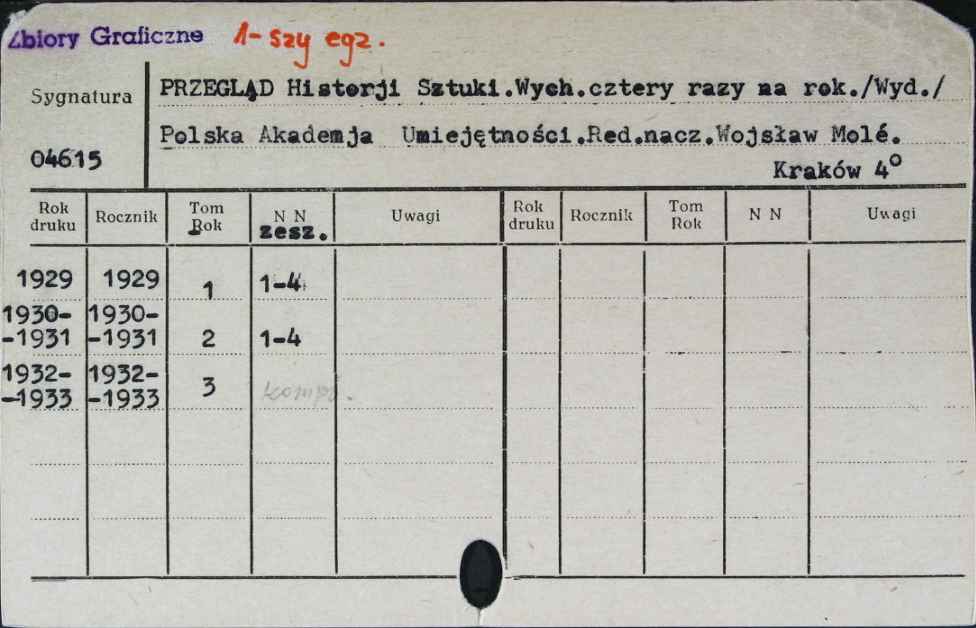 Zbiory Graficzne 1-szy egz.
Sygnatura
04615
PRZEGLĄD Historji Sztuki.Wych.cztery razy na rok./Wyd./
Polska Akademja Umiejętności.Red.nacz.Wojsław Molé.
Kraków 4º
Rok druku Rocznik Tom Rok N N zesz. Uwagi Rok druku Rocznik Tom Rok N N Uwagi
1929 1929 1 1-4
1930- 1930-
-1931 -1931 2 1-4
1932- 1932-
-1933 -1933 3 kompl.